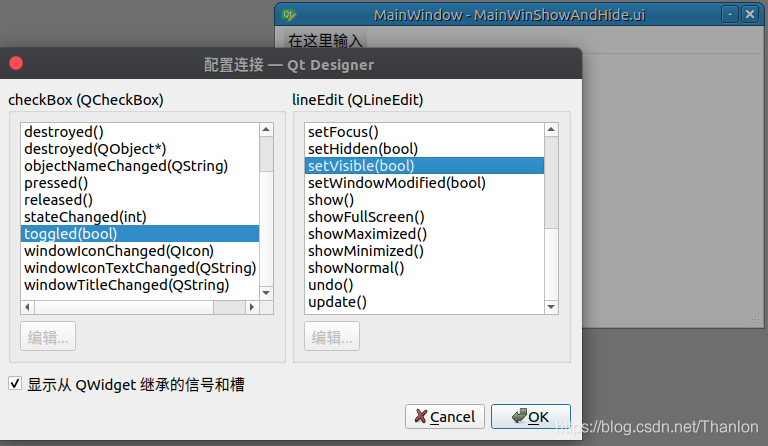 MainWindow - MainWinShowAndHide.ui
在这里输入
配置连接 — Qt Designer
checkBox (QCheckBox)
destroyed()
destroyed(QObject*)
objectNameChanged(QString)
pressed()
released()
stateChanged(int)
toggled(bool)
windowIconChanged(QIcon)
windowIconTextChanged(QString)
windowTitleChanged(QString)
编辑...
lineEdit (QLineEdit)
setFocus()
setHidden(bool)
setVisible(bool)
setWindowModified(bool)
show()
showFullScreen()
showMaximized()
showMinimized()
showNormal()
undo()
update()
编辑...
显示从 QWidget 继承的信号和槽
Cancel
OK
https://blog.csdn.net/Thanlon